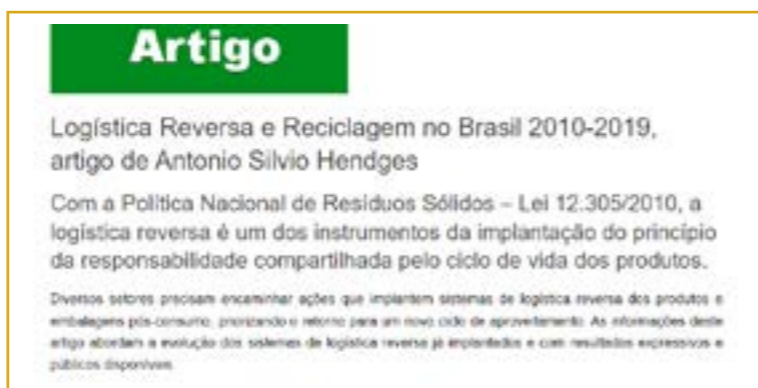 Artigo
Logística Reversa e Reciclagem no Brasil 2010-2019,
artigo de Antonio Silvio Hendges
Com a Política Nacional de Resíduos Sólidos – Lei 12.305/2010, a
logística reversa é um dos instrumentos da implantação do princípio
da responsabilidade compartilhada pelo ciclo de vida dos produtos.
Diversos setores precisam encaminhar ações que implantem sistemas de logística reversa dos produtos e
embalagens pós-consumo, priorizando o retorno para um novo ciclo de aproveitamento. As informações deste
artigo abordam a evolução dos sistemas de logística reversa já implantados e com resultados expressivos e
públicos disponíveis.